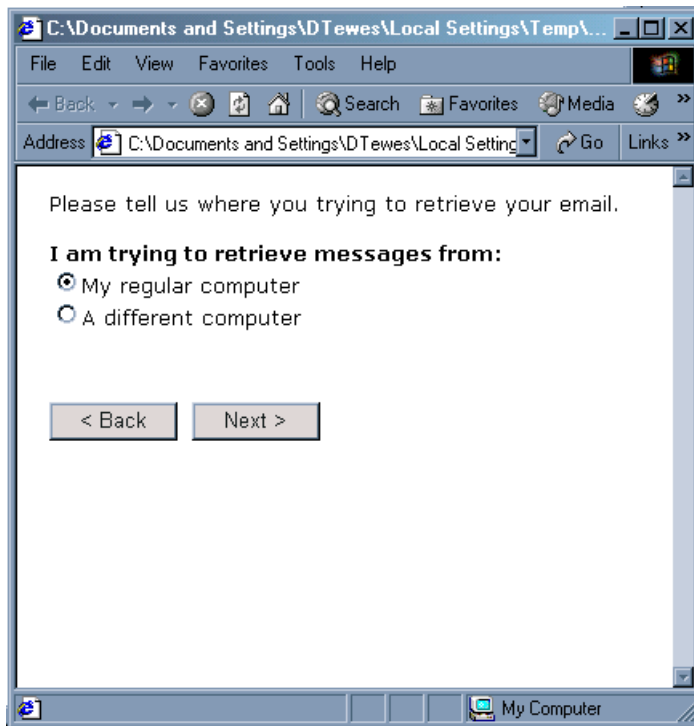 C:\Documents and Settings\DTewes\Local Settings\Temp\...
File Edit View Favorites Tools Help
Back Search Favorites Media »
Address C:\Documents and Settings\DTewes\Local Setting Go Links »
Please tell us where you trying to retrieve your email.
I am trying to retrieve messages from:
My regular computer
A different computer
< Back Next >
My Computer